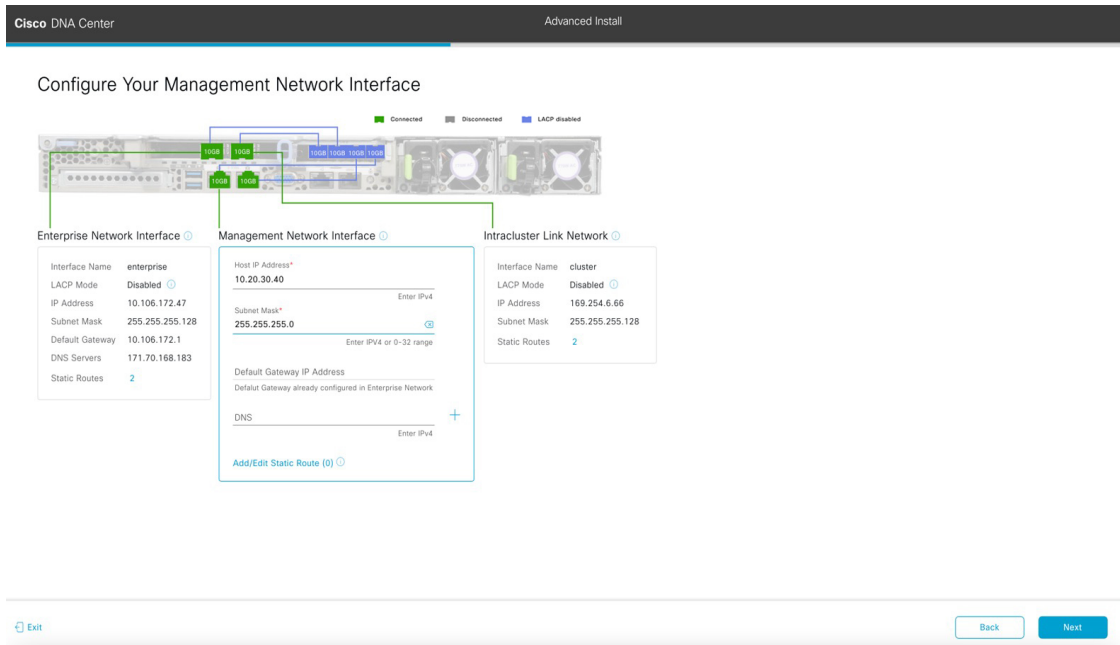 Cisco DNA Center
Advanced Install
Configure Your Management Network Interface
Connected Disconnected LACP disabled
10GB 10GB 10GB 10GB 10GB 10GB
10GB 10GB
Enterprise Network Interface
Interface Name enterprise
LACP Mode Disabled
IP Address 10.106.172.47
Subnet Mask 255.255.255.128
Default Gateway 10.106.172.1
DNS Servers 171.70.168.183
Static Routes 2
Management Network Interface
Host IP Address*
10.20.30.40
Enter IPv4
Subnet Mask*
255.255.255.0
Enter IPV4 or 0-32 range
Default Gateway IP Address
Defalut Gateway already configured in Enterprise Network
DNS
Enter IPv4
Add/Edit Static Route (0)
Intracluster Link Network
Interface Name cluster
LACP Mode Disabled
IP Address 169.254.6.66
Subnet Mask 255.255.255.128
Static Routes 2
Exit
Back
Next